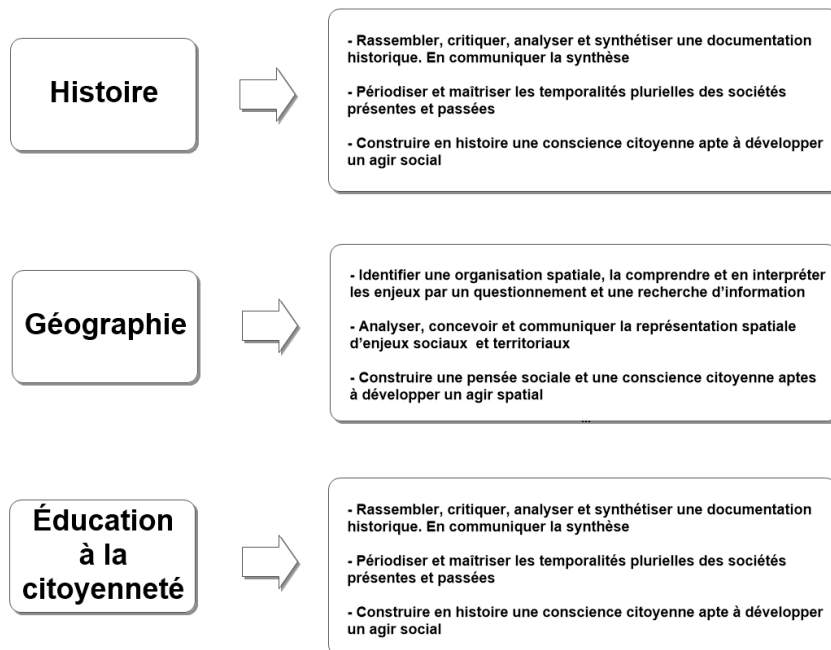 Histoire
- Rassembler, critiquer, analyser et synthétiser une documentation
historique. En communiquer la synthèse
- Périodiser et maîtriser les temporalités plurielles des sociétés
présentes et passées
- Construire en histoire une conscience citoyenne apte à développer
un agir social
Géographie
- Identifier une organisation spatiale, la comprendre et en interpréter
les enjeux par un questionnement et une recherche d'information
- Analyser, concevoir et communiquer la représentation spatiale
d'enjeux sociaux et territoriaux
- Construire une pensée sociale et une conscience citoyenne aptes
à développer un agir spatial
...
Éducation
à la
citoyenneté
- Rassembler, critiquer, analyser et synthétiser une documentation
historique. En communiquer la synthèse
- Périodiser et maîtriser les temporalités plurielles des sociétés
présentes et passées
- Construire en histoire une conscience citoyenne apte à développer
un agir social